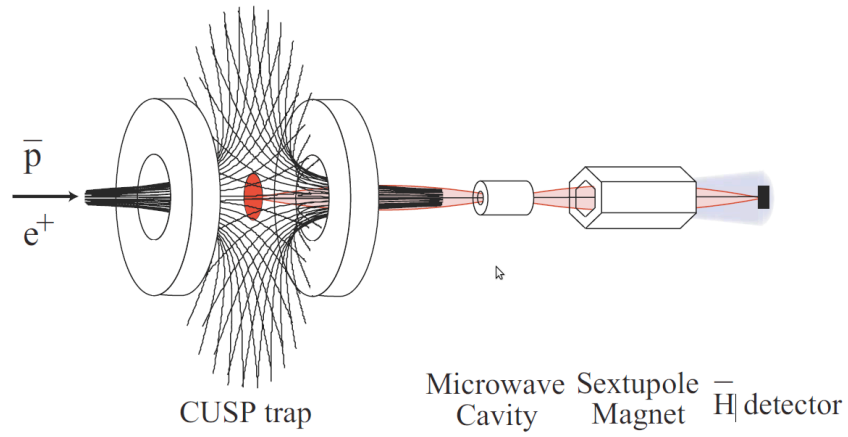 p̅
e⁺
CUSP trap
Microwave
Cavity
Sextupole
Magnet
H̅| detector